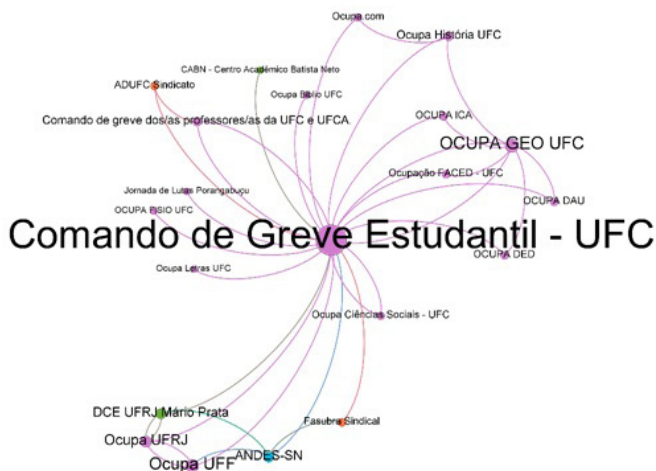 Ocupa.com
Ocupa História UFC
CABN - Centro Acadêmico Batista Neto
ADUFC Sindicato
Ocupa Biblio UFC
Comando de greve dos/as professores/as da UFC e UFCA
OCUPA ICA
OCUPA GEO UFC
Ocupação FACED - UFC
Jornada de Lutas Porangabuçu
OCUPA DAU
OCUPA FISIO UFC
Comando de Greve Estudantil - UFC
OCUPA DED
Ocupa Letras UFC
Ocupa Ciências Sociais - UFC
DCE UFRJ Mário Prata
Fasubra Sindical
Ocupa UFRJ
ANDES-SN
Ocupa UFF